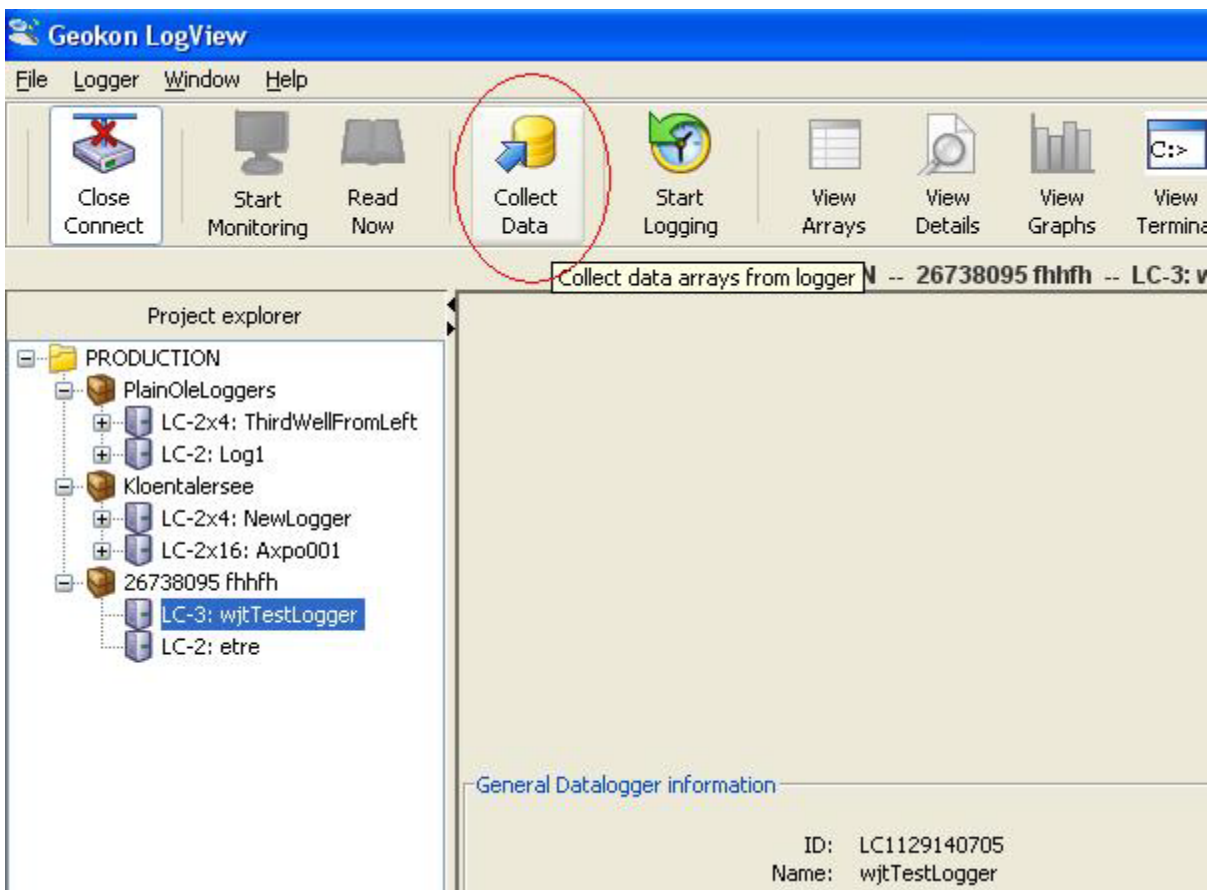 Geokon LogView
File Logger Window Help
Close Connect
Start Monitoring
Read Now
Collect Data
Start Logging
View Arrays
View Details
View Graphs
C:>
View
Collect data arrays from logger
-- 26738095 fhhfh -- LC-3:
Project explorer
PRODUCTION
PlainOleLoggers
LC-2x4: ThirdWellFromLeft
LC-2: Log1
Kloentalersee
LC-2x4: NewLogger
LC-2x16: Axpo001
26738095 fhhfh
LC-3: wjtTestLogger
LC-2: etre
General Datalogger information
ID: LC1129140705
Name: wjtTestLogger